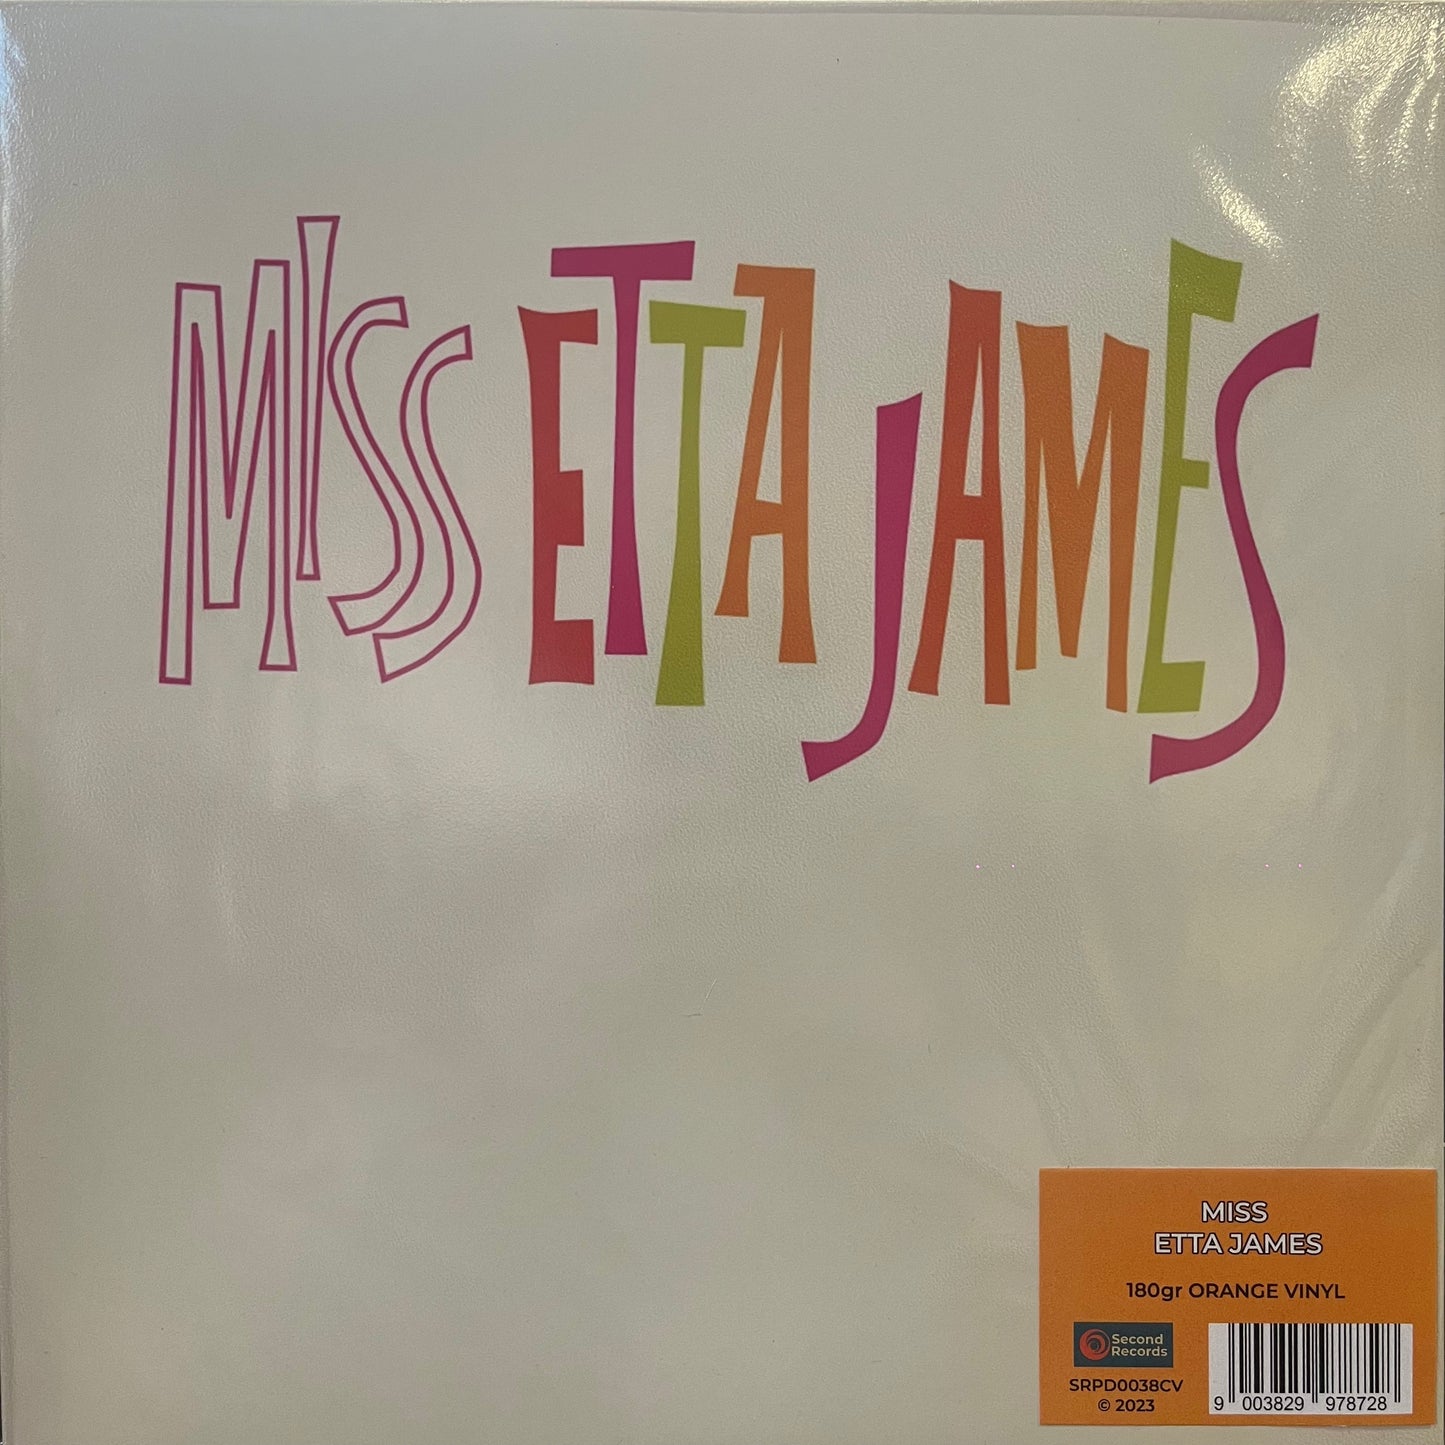 MISS ETTA JAMES
MISS
ETTA JAMES
180gr ORANGE VINYL
Second
Records
SRPD0038CV
© 2023
9 003829 978728